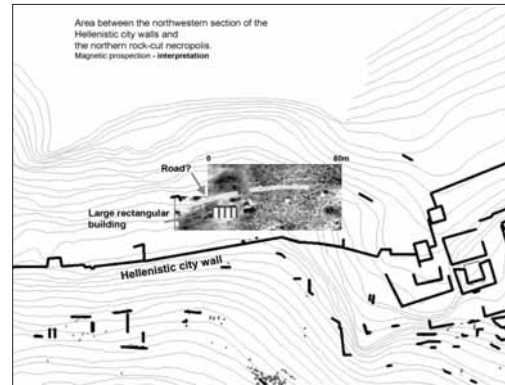 Area between the northwestern section of the
Hellenistic city walls and
the northern rock-cut necropolis.
Magnetic prospection - interpretation
0 80m
Road?
Large rectangular
building
Hellenistic city wall